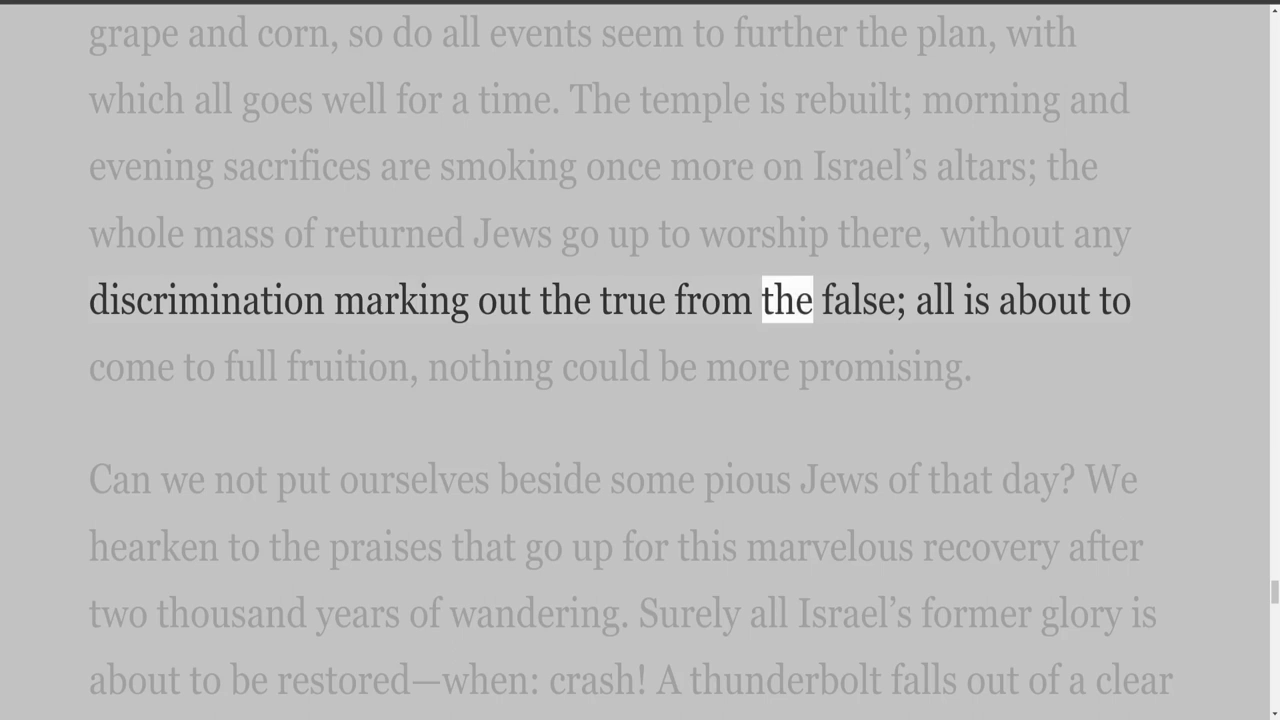 grape and corn, so do all events seem to further the plan, with
which all goes well for a time. The temple is rebuilt; morning and
evening sacrifices are smoking once more on Israel’s altars; the
whole mass of returned Jews go up to worship there, without any
discrimination marking out the true from the false; all is about to
come to full fruition, nothing could be more promising.
Can we not put ourselves beside some pious Jews of that day? We
hearken to the praises that go up for this marvelous recovery after
two thousand years of wandering. Surely all Israel’s former glory is
about to be restored—when: crash! A thunderbolt falls out of a clear